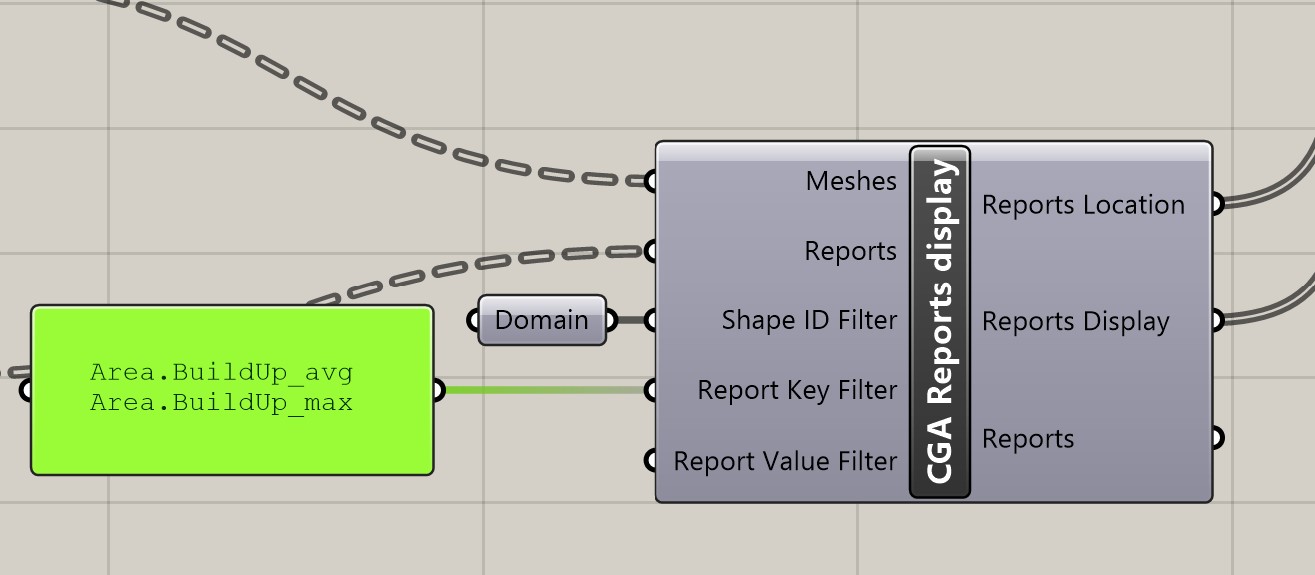 Area.BuildUp_avg
Area.BuildUp_max
Domain
Meshes
Reports
Shape ID Filter
Report Key Filter
Report Value Filter
CGA Reports display
Reports Location
Reports Display
Reports